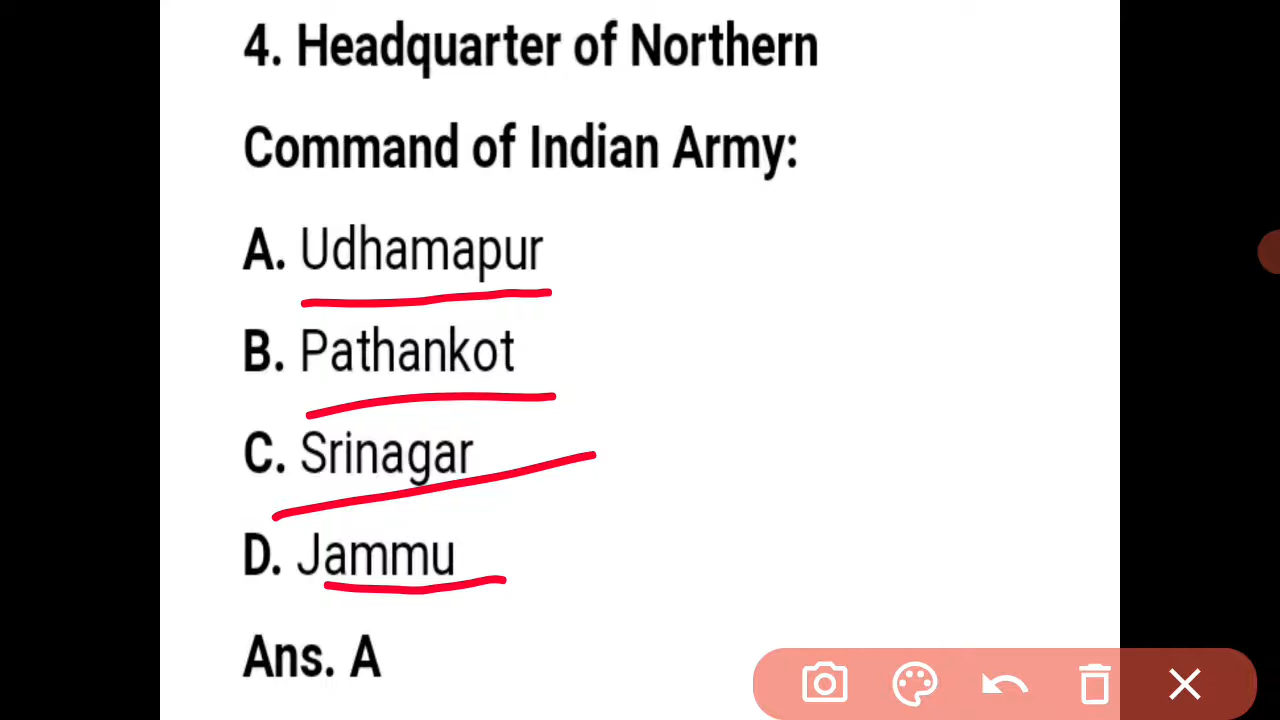 4. Headquarter of Northern
Command of Indian Army:
A. Udhamapur
B. Pathankot
C. Srinagar
D. Jammu
Ans. A